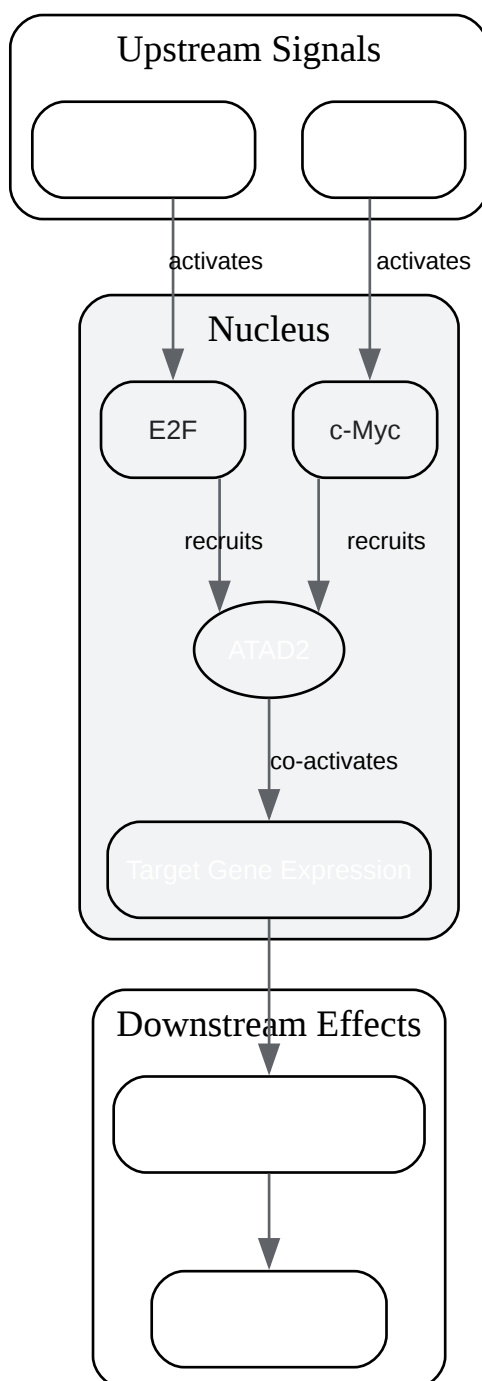 Upstream Signals
activates
activates
Nucleus
E2F
c-Myc
recruits
recruits
ATAD2
co-activates
Target Gene Expression
Downstream Effects